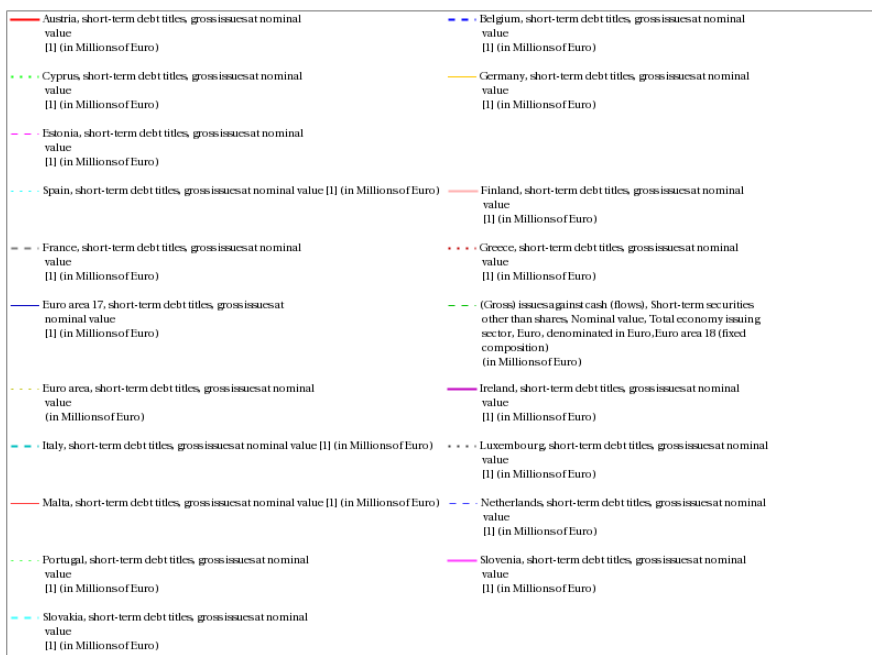 Austria, short-term debt titles, gross issues at nominal
value
[1] (in Millions of Euro)
Belgium, short-term debt titles, gross issues at nominal
value
[1] (in Millions of Euro)
Cyprus, short-term debt titles, gross issues at nominal
value
[1] (in Millions of Euro)
Germany, short-term debt titles, gross issues at nominal
value
[1] (in Millions of Euro)
Estonia, short-term debt titles, gross issues at nominal
value
[1] (in Millions of Euro)
Spain, short-term debt titles, gross issues at nominal value [1] (in Millions of Euro)
Finland, short-term debt titles, gross issues at nominal
value
[1] (in Millions of Euro)
France, short-term debt titles, gross issues at nominal
value
[1] (in Millions of Euro)
Greece, short-term debt titles, gross issues at nominal
value
[1] (in Millions of Euro)
Euro area 17, short-term debt titles, gross issues at
nominal value
[1] (in Millions of Euro)
(Gross) issues against cash (flows), Short-term securities
other than shares, Nominal value, Total economy issuing
sector, Euro, denominated in Euro,Euro area 18 (fixed
composition)
(in Millions of Euro)
Euro area, short-term debt titles, gross issues at nominal
value
(in Millions of Euro)
Ireland, short-term debt titles, gross issues at nominal
value
[1] (in Millions of Euro)
Italy, short-term debt titles, gross issues at nominal value [1] (in Millions of Euro)
Luxembourg, short-term debt titles, gross issues at nominal
value
[1] (in Millions of Euro)
Malta, short-term debt titles, gross issues at nominal value [1] (in Millions of Euro)
Netherlands, short-term debt titles, gross issues at nominal
value
[1] (in Millions of Euro)
Portugal, short-term debt titles, gross issues at nominal
value
[1] (in Millions of Euro)
Slovenia, short-term debt titles, gross issues at nominal
value
[1] (in Millions of Euro)
Slovakia, short-term debt titles, gross issues at nominal
value
[1] (in Millions of Euro)